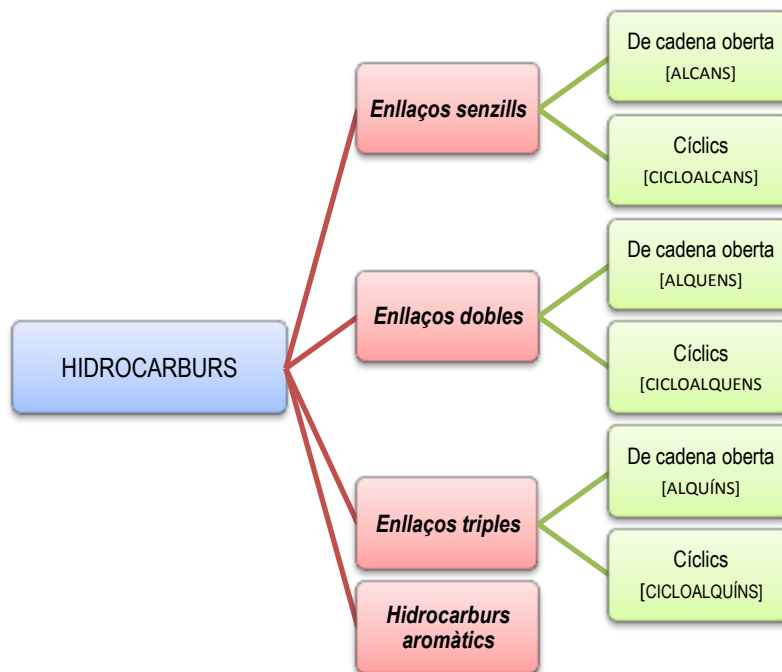 HIDROCARBURS
Enllaços senzills
De cadena oberta
[ALCANS]
Cíclics
[CICLOALCANS]
Enllaços dobles
De cadena oberta
[ALQUENS]
Cíclics
[CICLOALQUENS
Enllaços triples
De cadena oberta
[ALQUÍNS]
Cíclics
[CICLOALQUÍNS]
Hidrocarburs
aromàtics